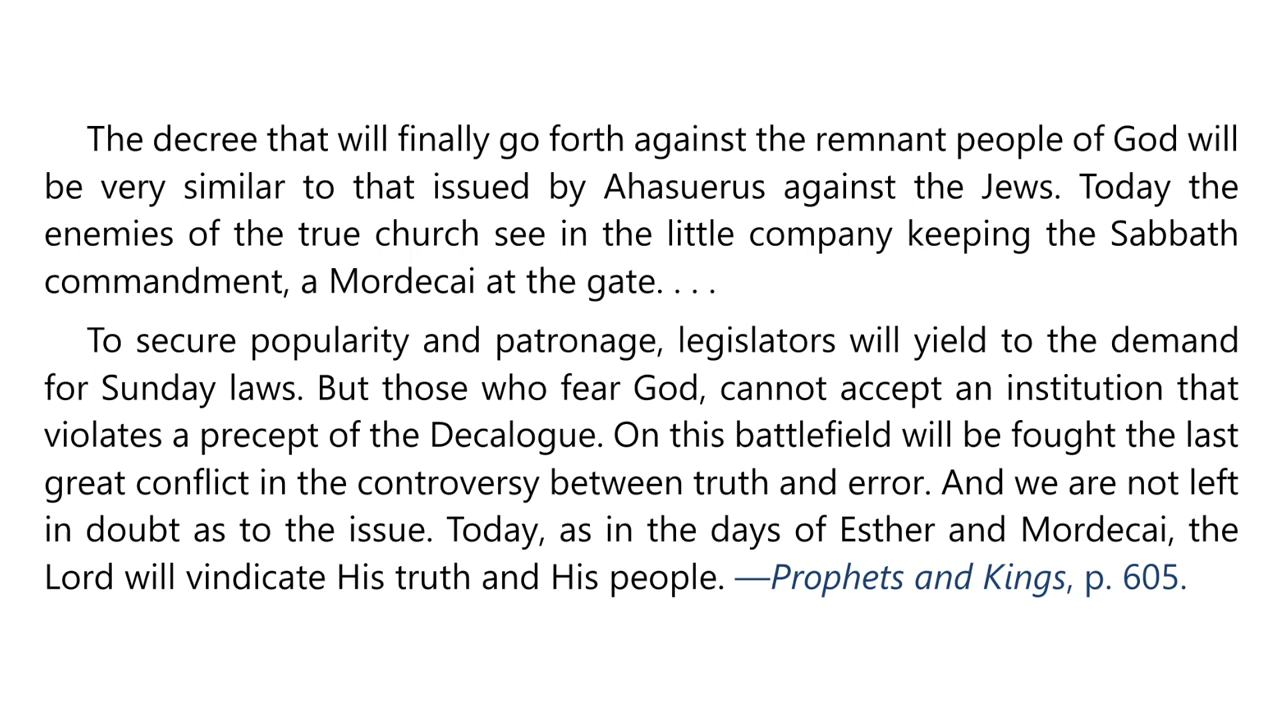 The decree that will finally go forth against the remnant people of God will
be very similar to that issued by Ahasuerus against the Jews. Today the
enemies of the true church see in the little company keeping the Sabbath
commandment, a Mordecai at the gate. . . .
To secure popularity and patronage, legislators will yield to the demand
for Sunday laws. But those who fear God, cannot accept an institution that
violates a precept of the Decalogue. On this battlefield will be fought the last
great conflict in the controversy between truth and error. And we are not left
in doubt as to the issue. Today, as in the days of Esther and Mordecai, the
Lord will vindicate His truth and His people. —Prophets and Kings, p. 605.